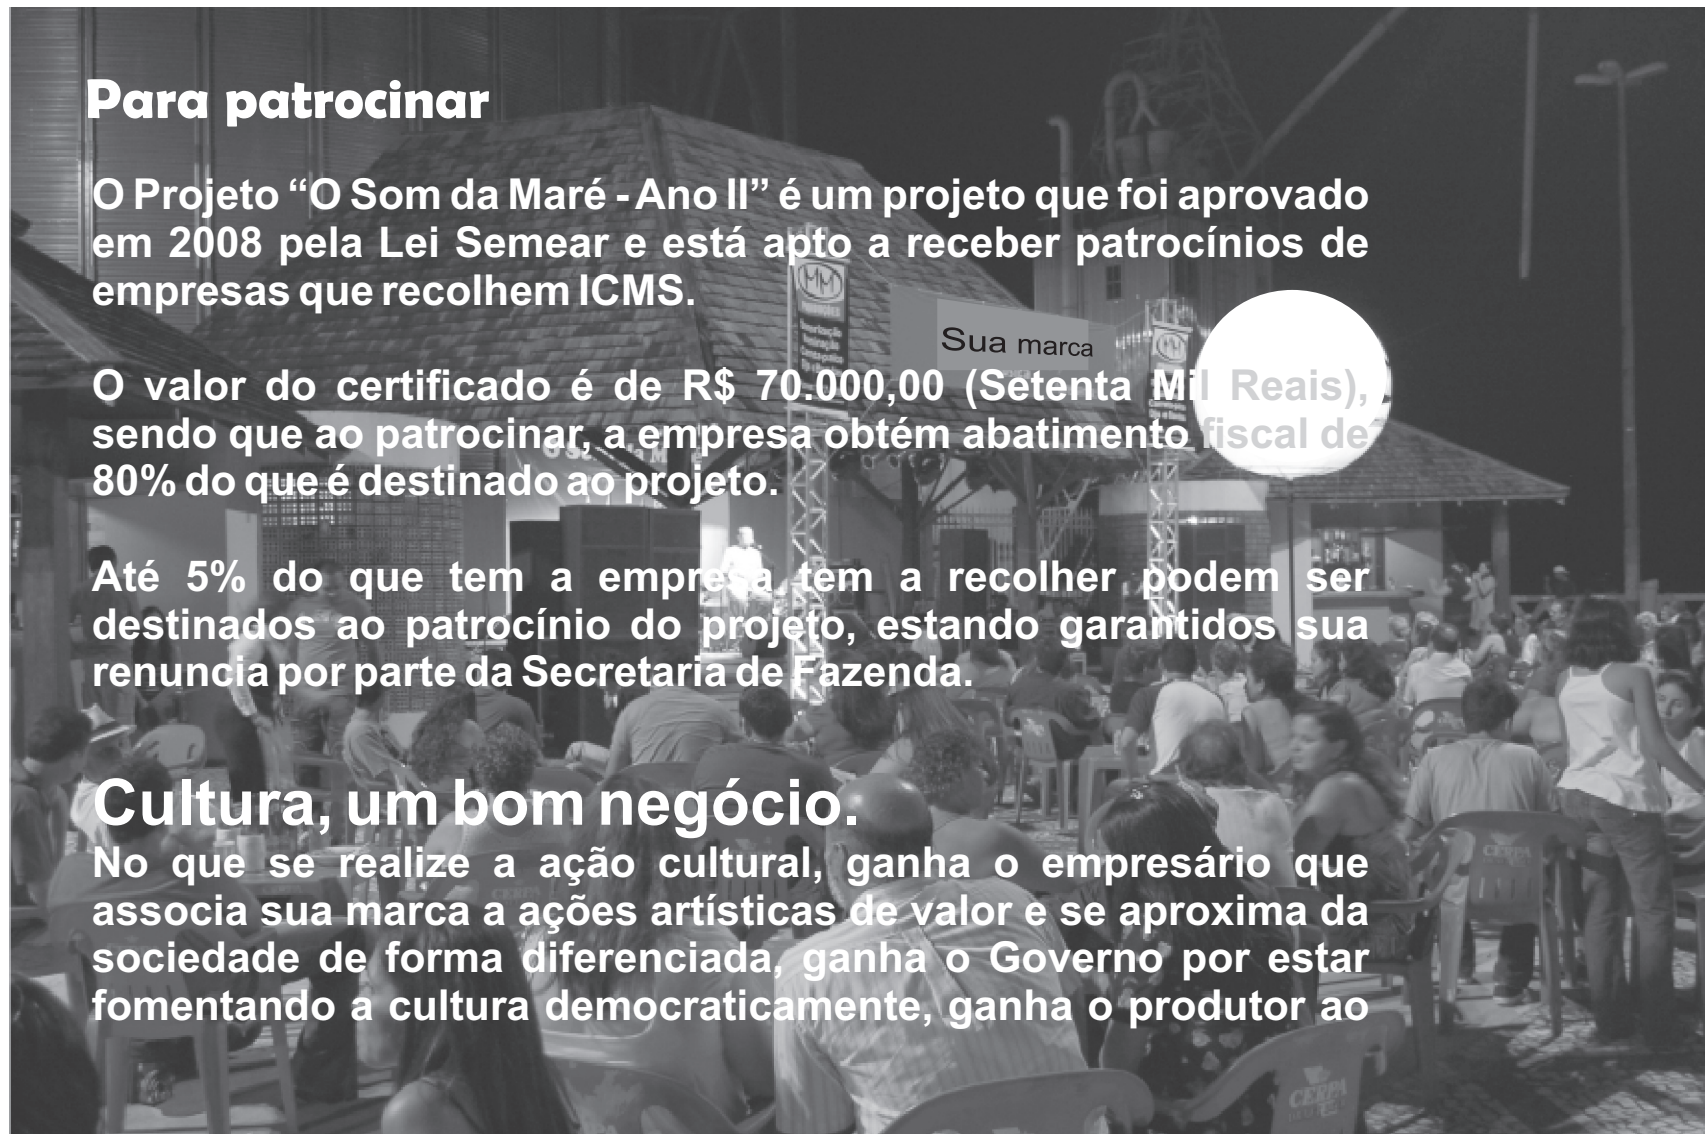 Para patrocinar
O Projeto “O Som da Maré - Ano II” é um projeto que foi aprovado
em 2008 pela Lei Semear e está apto a receber patrocínios de
empresas que recolhem ICMS.
Sua marca
O valor do certificado é de R$ 70.000,00 (Setenta Mil Reais),
sendo que ao patrocinar, a empresa obtém abatimento fiscal de
80% do que é destinado ao projeto.
Até 5% do que tem a empresa tem a recolher podem ser
destinados ao patrocínio do projeto, estando garantidos sua
renuncia por parte da Secretaria de Fazenda.
Cultura, um bom negócio.
No que se realize a ação cultural, ganha o empresário que
associa sua marca a ações artísticas de valor e se aproxima da
sociedade de forma diferenciada, ganha o Governo por estar
fomentando a cultura democraticamente, ganha o produtor ao
CERPA
CERPA